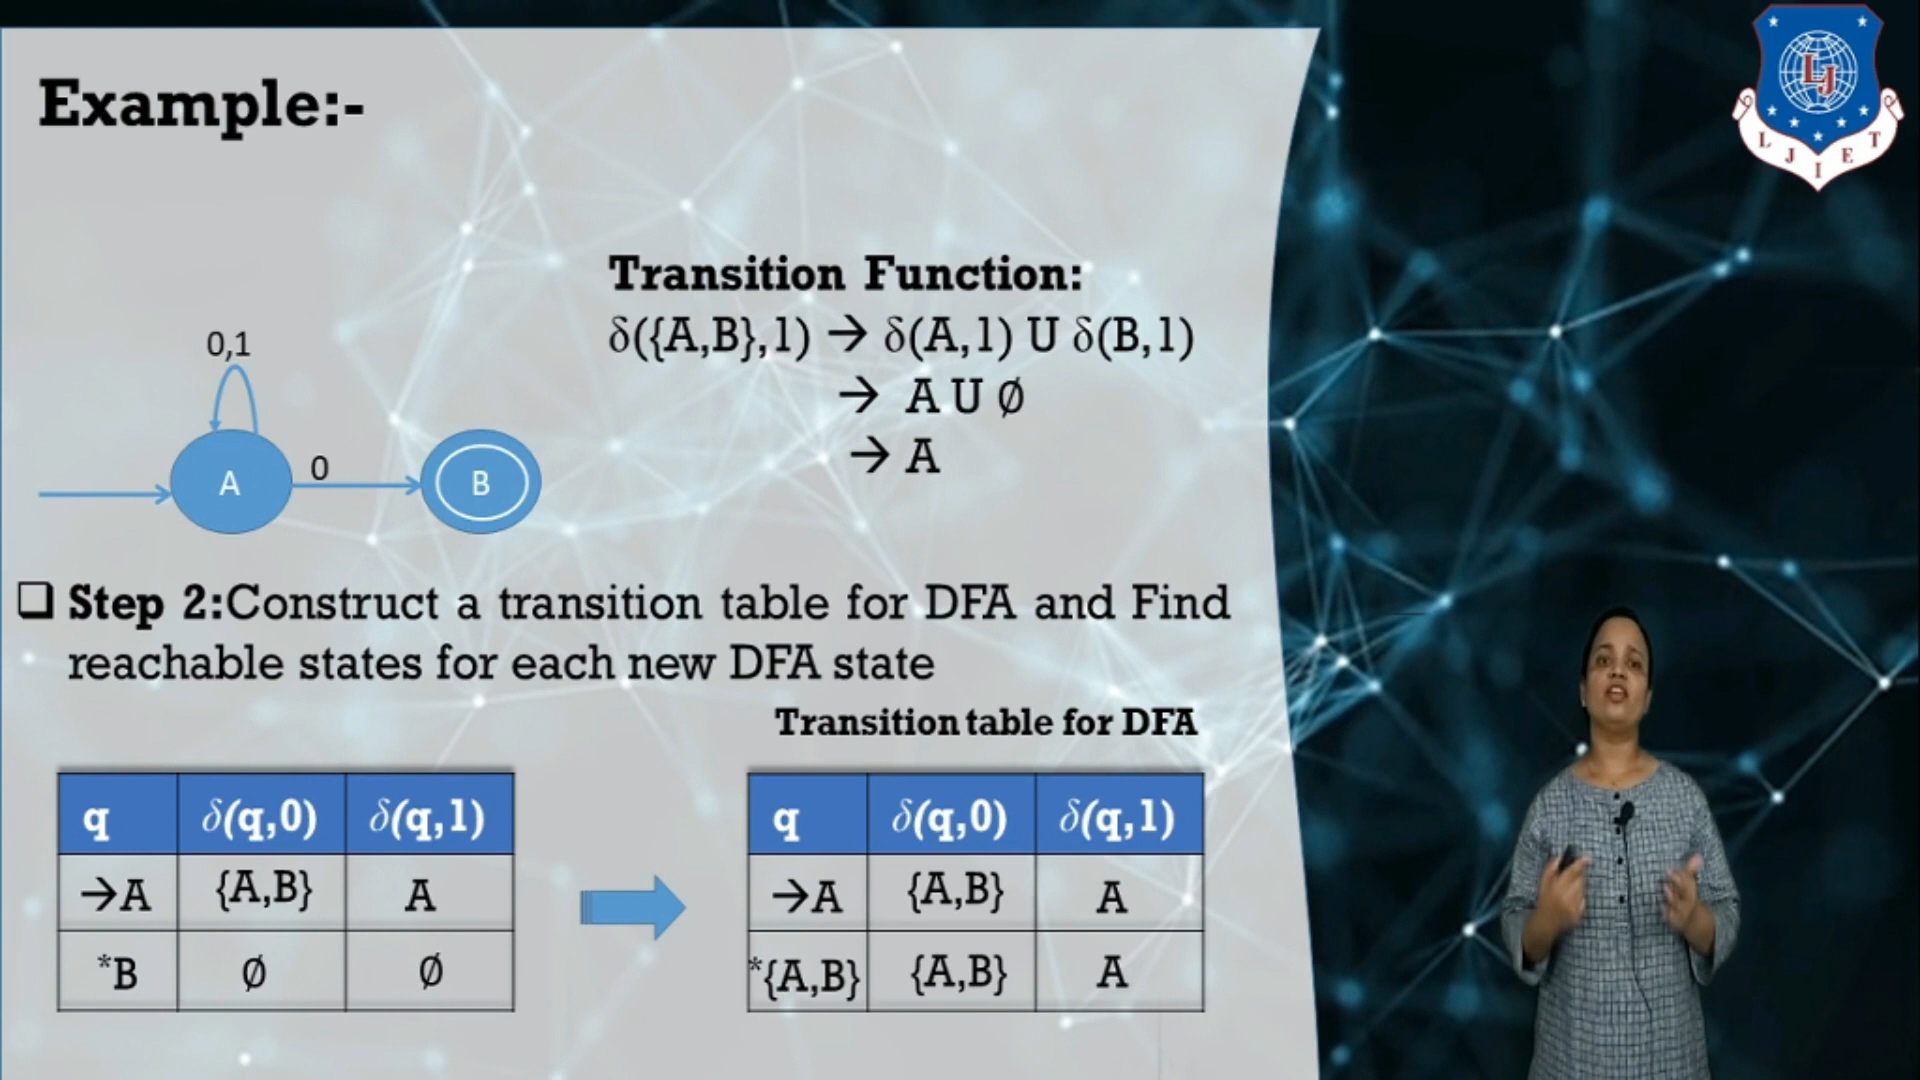 Example:-
LJ
L J I E T
Transition Function:
δ({A,B},1) → δ(A,1) U δ(B,1)
→ A U ∅
→ A
0,1
A
0
B
❑ Step 2:Construct a transition table for DFA and Find
reachable states for each new DFA state
Transition table for DFA
q δ(q,0) δ(q,1)
→A {A,B} A
*B ∅ ∅
q δ(q,0) δ(q,1)
→A {A,B} A
*{A,B} {A,B} A